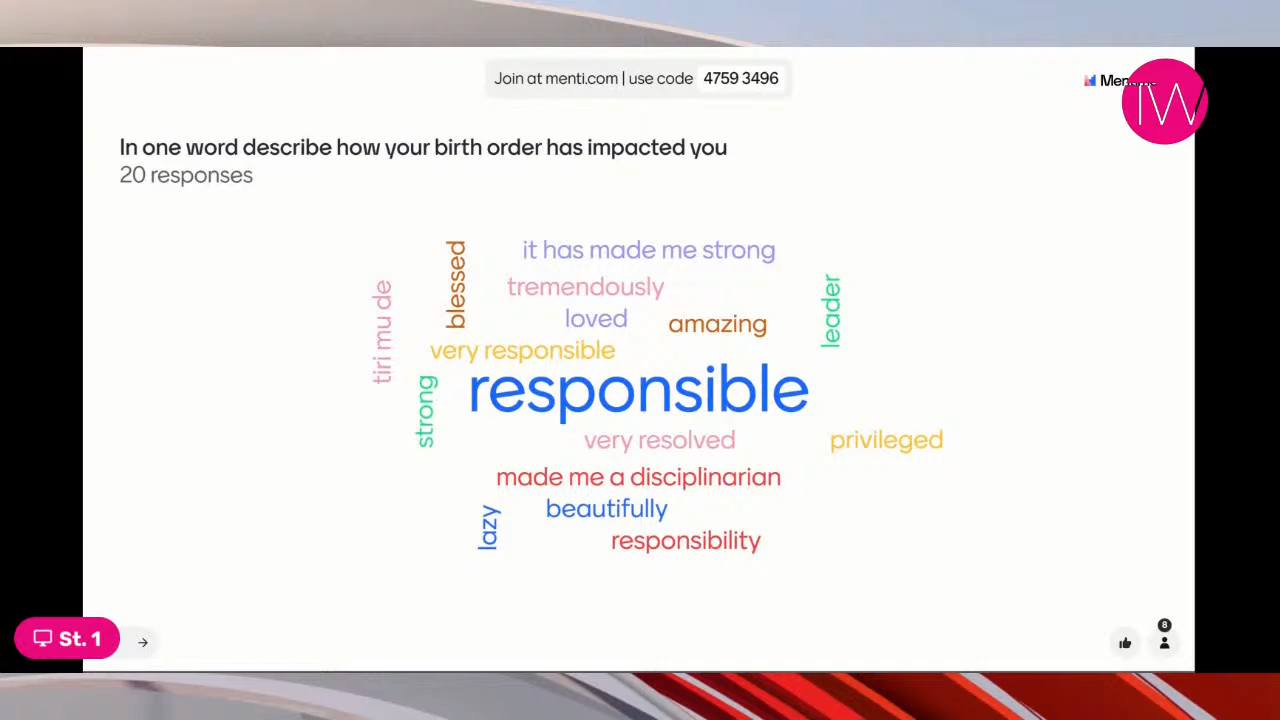 Join at menti.com | use code 4759 3496
IW
In one word describe how your birth order has impacted you
20 responses
it has made me strong
blessed
tiri mu de
tremendously
leader
loved
amazing
very responsible
responsible
strong
very resolved
privileged
made me a disciplinarian
lazy
beautifully
responsibility
St. 1
8